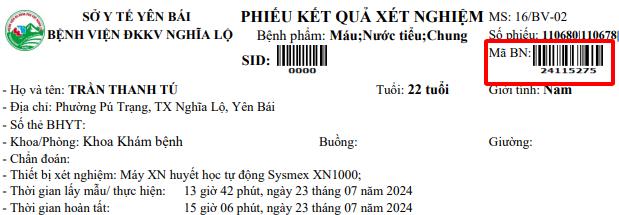 SỞ Y TẾ YÊN BÁI
BỆNH VIỆN ĐKKV NGHĨA LỘ
PHIẾU KẾT QUẢ XÉT NGHIỆM
MS: 16/BV-02
Bệnh phẩm: Máu;Nước tiểu;Chung
Số phiếu: 110680|110678|
SID:
0000
Mã BN:
24115275
- Họ và tên: TRẦN THANH TÚ Tuổi: 22 tuổi Giới tính: Nam
- Địa chỉ: Phường Pú Trạng, TX Nghĩa Lộ, Yên Bái
- Số thẻ BHYT:
- Khoa/Phòng: Khoa Khám bệnh Buồng: Giường:
- Chẩn đoán:
- Thiết bị xét nghiệm: Máy XN huyết học tự động Sysmex XN1000;
- Thời gian lấy mẫu/ thực hiện: 13 giờ 42 phút, ngày 23 tháng 07 năm 2024
- Thời gian hoàn tất: 15 giờ 06 phút, ngày 23 tháng 07 năm 2024